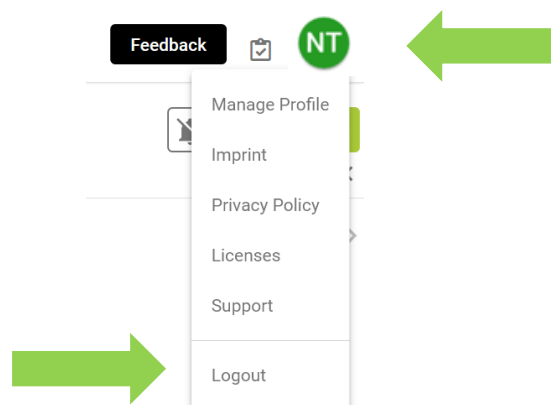 Feedback
NT
Manage Profile
Imprint
Privacy Policy
Licenses
Support
Logout